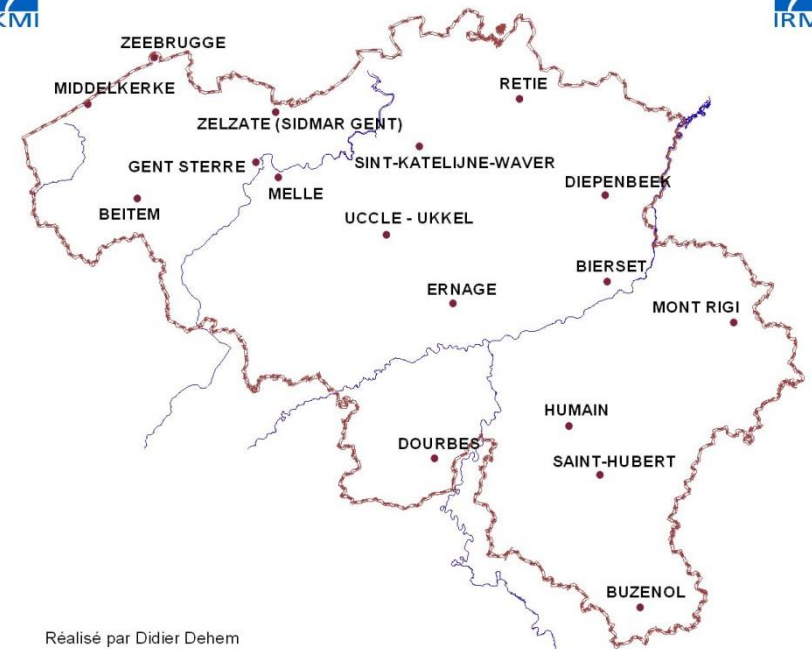 KMI
IRM
ZEEBRUGGE
MIDDELKERKE
RETIE
ZELZATE (SIDMAR GENT)
GENT STERRE
SINT-KATELIJNE-WAVER
MELLE
DIEPENBEEK
BEITEM
UCCLE - UKKEL
BIERSET
ERNAGE
MONT RIGI
HUMAIN
DOURBES
SAINT-HUBERT
BUZENOL
Réalisé par Didier Dehem